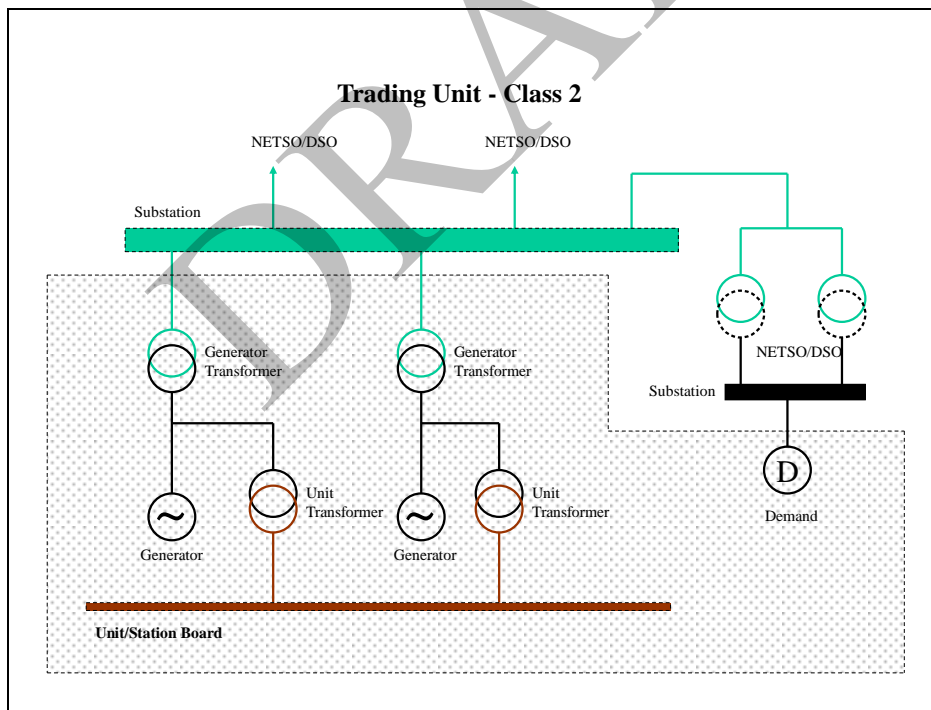 DRAFT
Trading Unit - Class 2
NETSO/DSO
NETSO/DSO
Substation
Generator
Transformer
Generator
Transformer
NETSO/DSO
Substation
Unit
Transformer
Unit
Transformer
D
Demand
Generator
Generator
Unit/Station Board